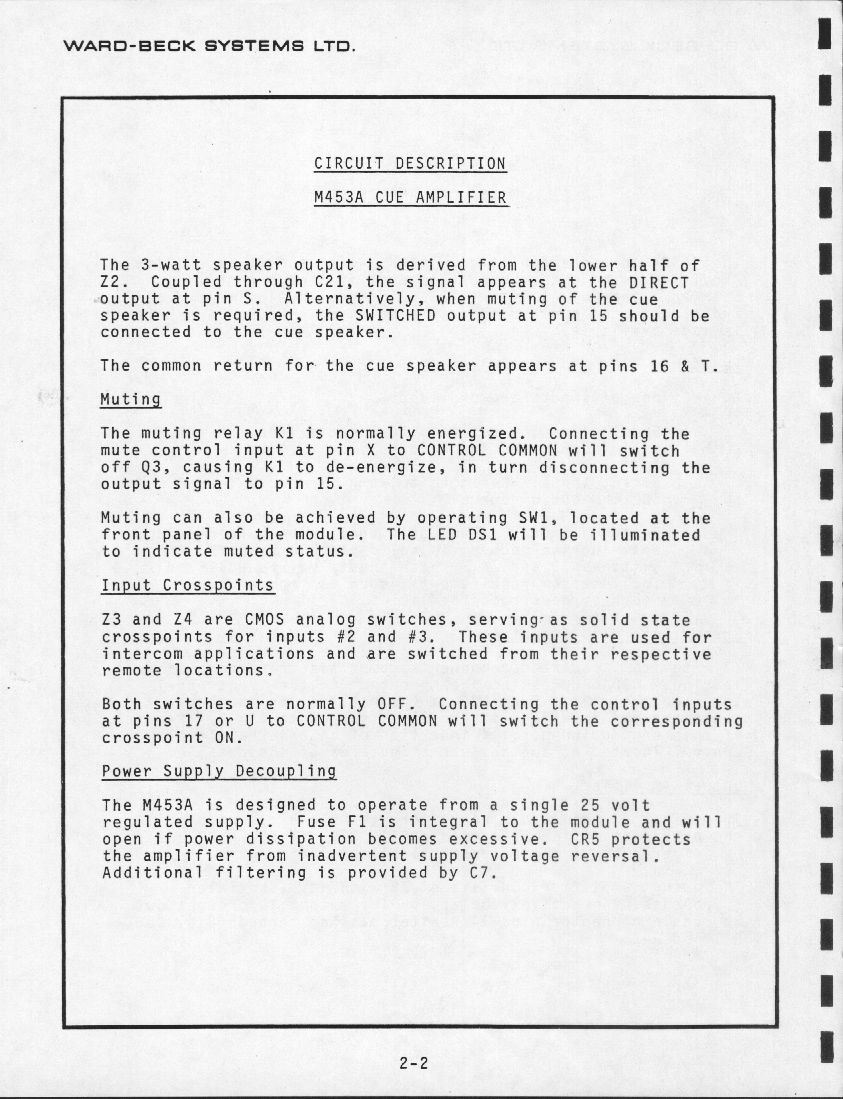 WARD-BECK SYSTEMS LTD.
CIRCUIT DESCRIPTION
M453A CUE AMPLIFIER
The 3-watt speaker output is derived from the lower half of
Z2. Coupled through C21, the signal appears at the DIRECT
output at pin S. Alternatively, when muting of the cue
speaker is required, the SWITCHED output at pin 15 should be
connected to the cue speaker.
The common return for the cue speaker appears at pins 16 & T.
Muting
The muting relay K1 is normally energized. Connecting the
mute control input at pin X to CONTROL COMMON will switch
off Q3, causing K1 to de-energize, in turn disconnecting the
output signal to pin 15.
Muting can also be achieved by operating SW1, located at the
front panel of the module. The LED DS1 will be illuminated
to indicate muted status.
Input Crosspoints
Z3 and Z4 are CMOS analog switches, serving as solid state
crosspoints for inputs #2 and #3. These inputs are used for
intercom applications and are switched from their respective
remote locations.
Both switches are normally OFF. Connecting the control inputs
at pins 17 or U to CONTROL COMMON will switch the corresponding
crosspoint ON.
Power Supply Decoupling
The M453A is designed to operate from a single 25 volt
regulated supply. Fuse F1 is integral to the module and will
open if power dissipation becomes excessive. CR5 protects
the amplifier from inadvertent supply voltage reversal.
Additional filtering is provided by C7.
2-2